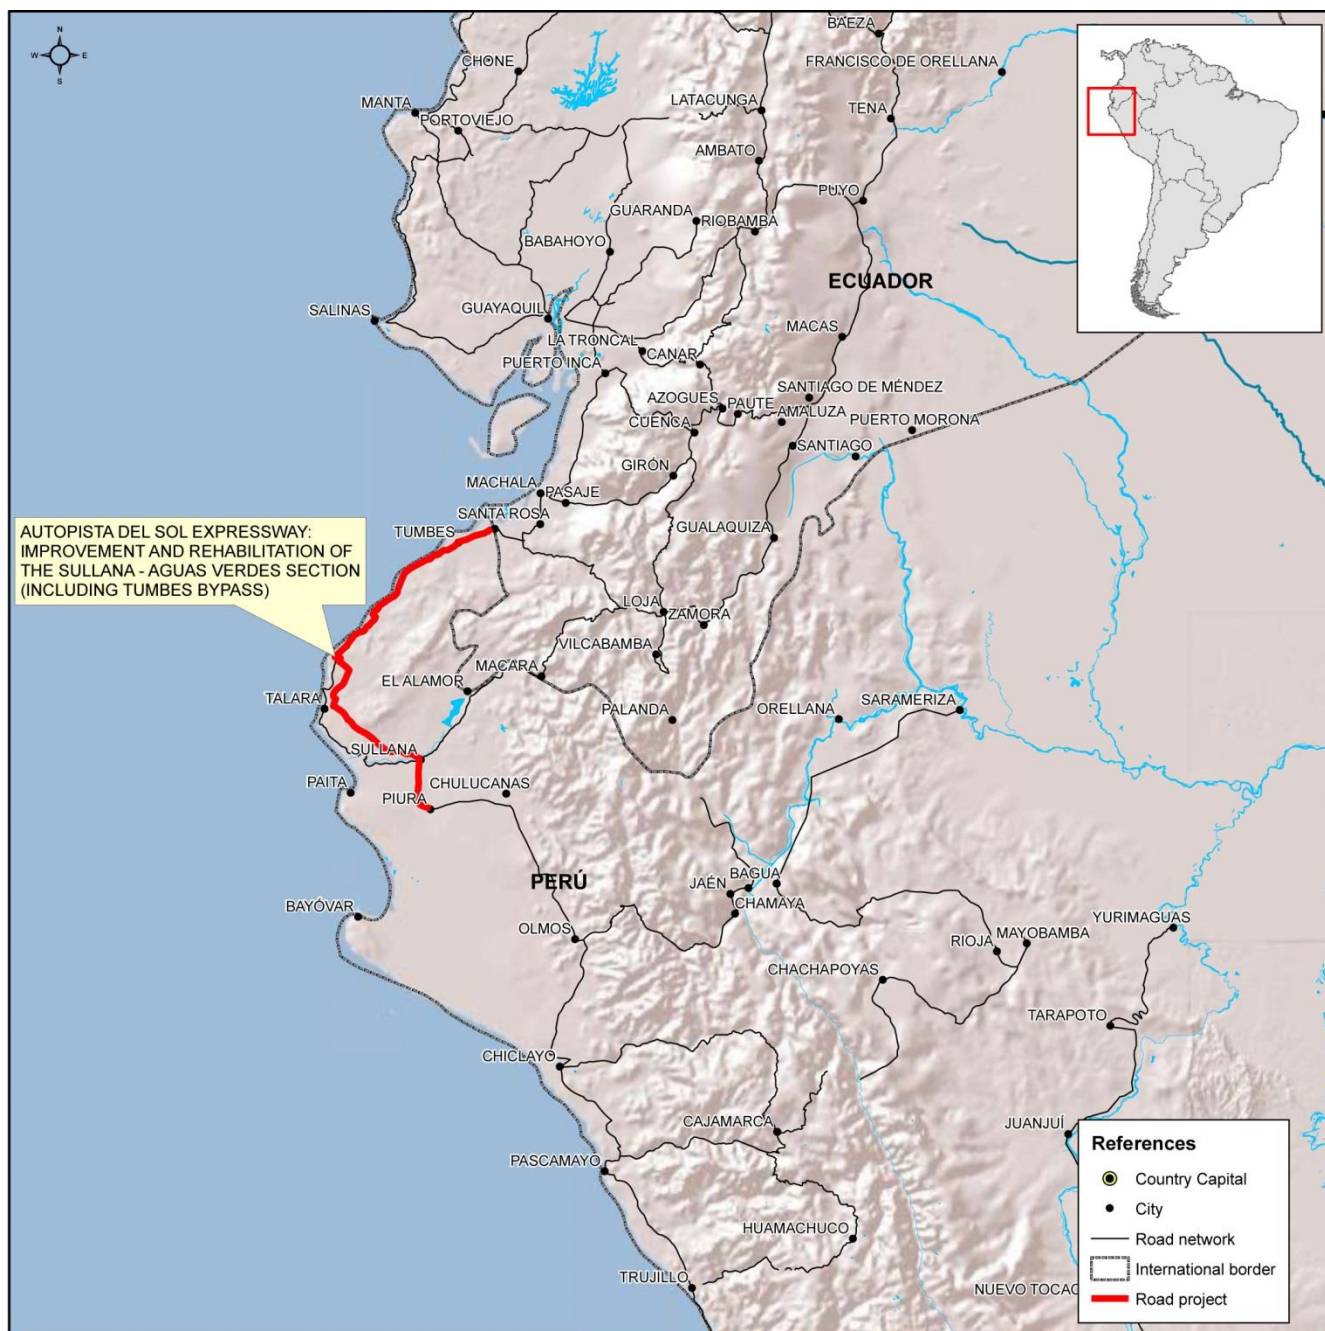 N
W
E
S
BAEZA
CHONE
FRANCISCO DE ORELLANA
MANTA
LATACUNGA
TENA
PORTOVIEJO
AMBATO
PUYO
GUARANDA
RIOBAMBA
BABAHOYO
ECUADOR
SALINAS
GUAYAQUIL
MACAS
LA TRONCAL
CANAR
PUERTO INCA
SANTIAGO DE MÉNDEZ
AZOGUES
PAUTE
AMALUZA
PUERTO MORONA
CUENCA
SANTIAGO
GIRÓN
MACHALA
PASAJE
SANTA ROSA
TUMBES
GUALAQUIZA
AUTOPISTA DEL SOL EXPRESSWAY:
IMPROVEMENT AND REHABILITATION OF
THE SULLANA - AGUAS VERDES SECTION
(INCLUDING TUMBES BYPASS)
LOJA
ZAMORA
VILCABAMBA
MACARA
EL ALAMOR
TALARA
PALANDA
ORELLANA
SARAMERIZA
SULLANA
PAITA
CHULUCANAS
PIURA
PERÚ
JAÉN
BAGUA
CHAMAYA
BAYÓVAR
YURIMAGUAS
OLMOS
RIOJA
MAYOBAMBA
CHACHAPOYAS
TARAPOTO
CHICLAYO
CAJAMARCA
JUANJUÍ
PASCAMAYO
HUAMACHUCO
TRUJILLO
NUEVO TOCAC
References
Country Capital
City
Road network
International border
Road project